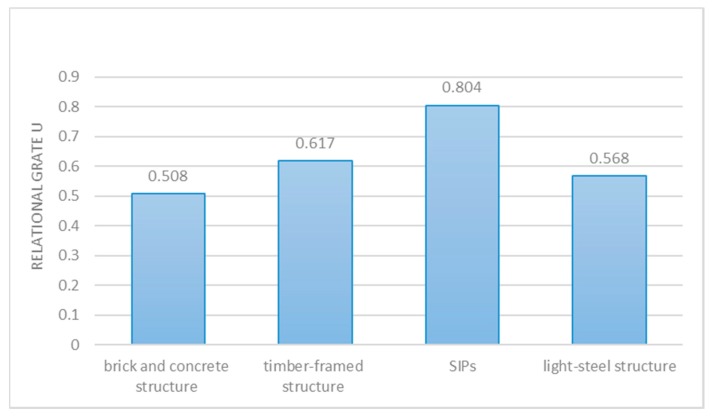 RELATIONAL GRATE U
0.9
0.8
0.7
0.6
0.5
0.4
0.3
0.2
0.1
0
0.508
0.617
0.804
0.568
brick and concrete
structure
timber-framed
structure
SIPs
light-steel structure